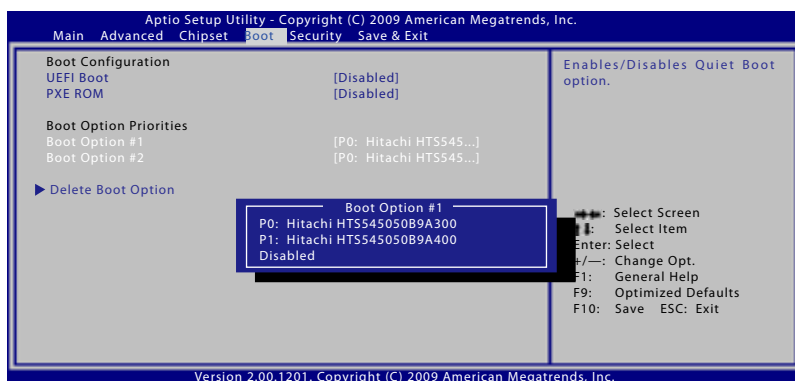 Aptio Setup Utility - Copyright (C) 2009 American Megatrends, Inc.
Main Advanced Chipset Boot Security Save & Exit
Boot Configuration
UEFI Boot [Disabled]
PXE ROM [Disabled]
Boot Option Priorities
Boot Option #1 [P0: Hitachi HTS545...]
Boot Option #2 [P0: Hitachi HTS545...]
Delete Boot Option
Boot Option #1
P0: Hitachi HTS545050B9A300
P1: Hitachi HTS545050B9A400
Disabled
Enables/Disables Quiet Boot
option.
: Select Screen
: Select Item
Enter: Select
+/—: Change Opt.
F1: General Help
F9: Optimized Defaults
F10: Save ESC: Exit
Version 2.00.1201. Copyright (C) 2009 American Megatrends, Inc.